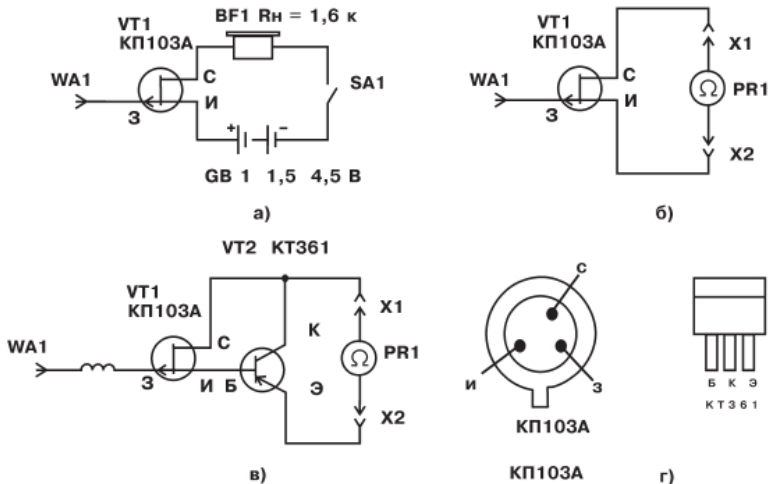 BF1 Rн = 1,6 к
VT1
КП103А
WA1
С
И
З
SA1
+ −
GB 1 1,5 4,5 В
а)
VT1
КП103А
WA1
С
И
З
X1
Ω PR1
X2
б)
VT2 КТ361
VT1
КП103А
WA1
С
К
З
И Б
Э
X1
Ω PR1
X2
в)
с
и
з
КП103А
КП103А
Б К Э
КТ361
г)